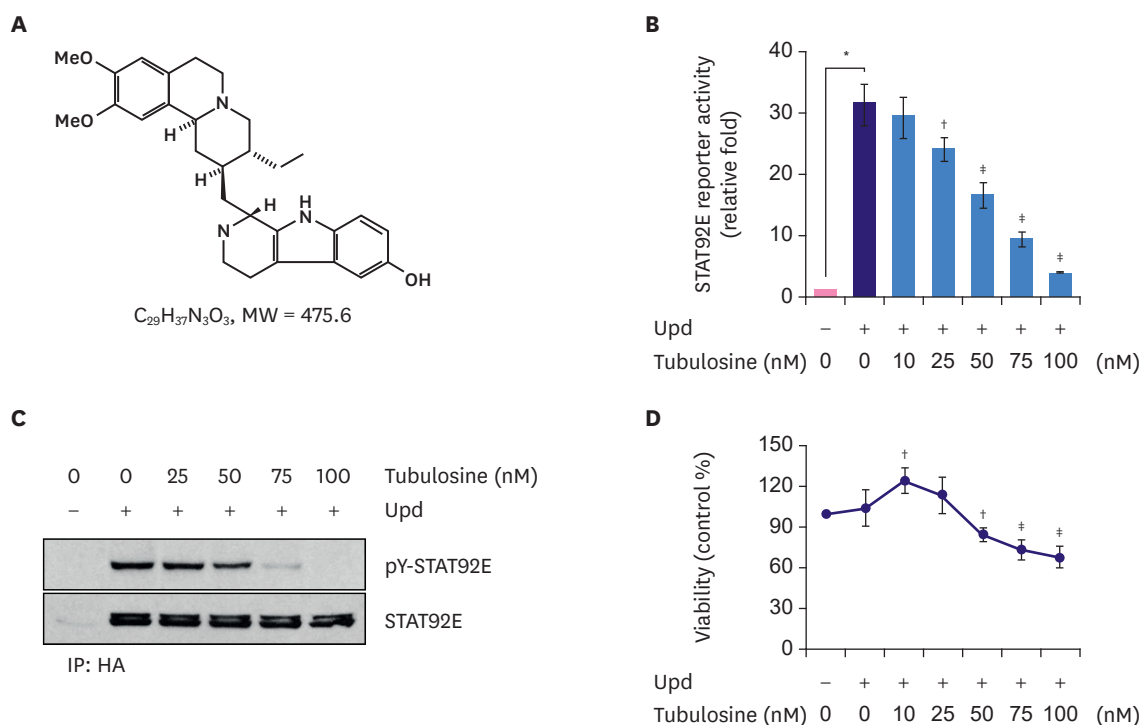 A
MeO
MeO
N
H
H
H
N
H
N
OH
C₂₉H₃₇N₃O₃, MW = 475.6
B
STAT92E reporter activity
(relative fold)
40
30
20
10
0
*
†
‡
‡
‡
Upd − + + + + + +
Tubulosine (nM) 0 0 10 25 50 75 100 (nM)
C
0 0 25 50 75 100 Tubulosine (nM)
− + + + + + Upd
pY-STAT92E
STAT92E
IP: HA
D
Viability (control %)
150
120
90
60
30
0
†
†
‡
‡
Upd − + + + + + +
Tubulosine (nM) 0 0 10 25 50 75 100 (nM)